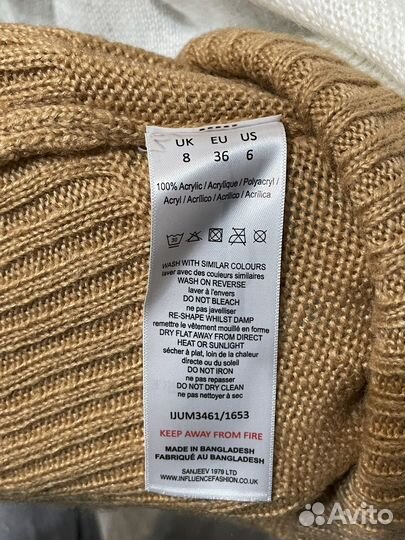 UK EU US
8 36 6
100% Acrylic / Acrylique / Polyacryl /
Acryl / Acrílico / Acrilico / Acrílica
WASH WITH SIMILAR COLOURS
laver avec des couleurs similaires
WASH ON REVERSE
laver à l'envers
DO NOT BLEACH
ne pas javelliser
RE-SHAPE WHILST DAMP
remettre le vêtement mouillé en forme
DRY FLAT AWAY FROM DIRECT
HEAT OR SUNLIGHT
sécher à plat, loin de la chaleur
directe ou du soleil
DO NOT IRON
ne pas repasser
DO NOT DRY CLEAN
ne pas nettoyer à sec
IJUM3461/1653
KEEP AWAY FROM FIRE
MADE IN BANGLADESH
FABRIQUÉ AU BANGLADESH
SANJEEV 1979 LTD
WWW.INFLUENCEFASHION.CO.UK
Avito